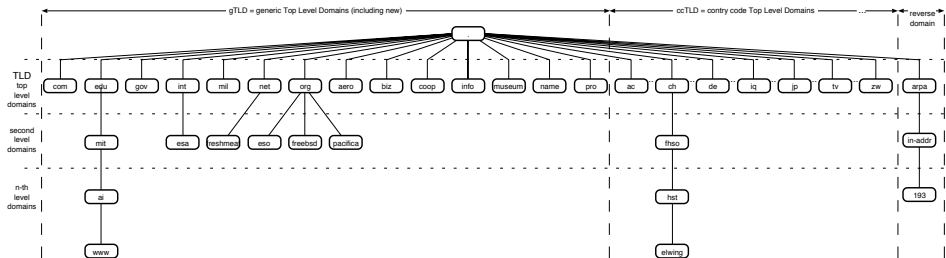 gTLD = generic Top Level Domains (including new)
ccTLD = contry code Top Level Domains
...
reverse
domain
.
TLD
top
level
domains
com
edu
gov
int
mil
net
org
aero
biz
coop
info
museum
name
pro
ac
ch
de
iq
jp
tv
zw
arpa
second
level
domains
mit
esa
reshmea
eso
freebsd
pacifica
fhso
in-addr
n-th
level
domains
ai
hst
193
www
elwing